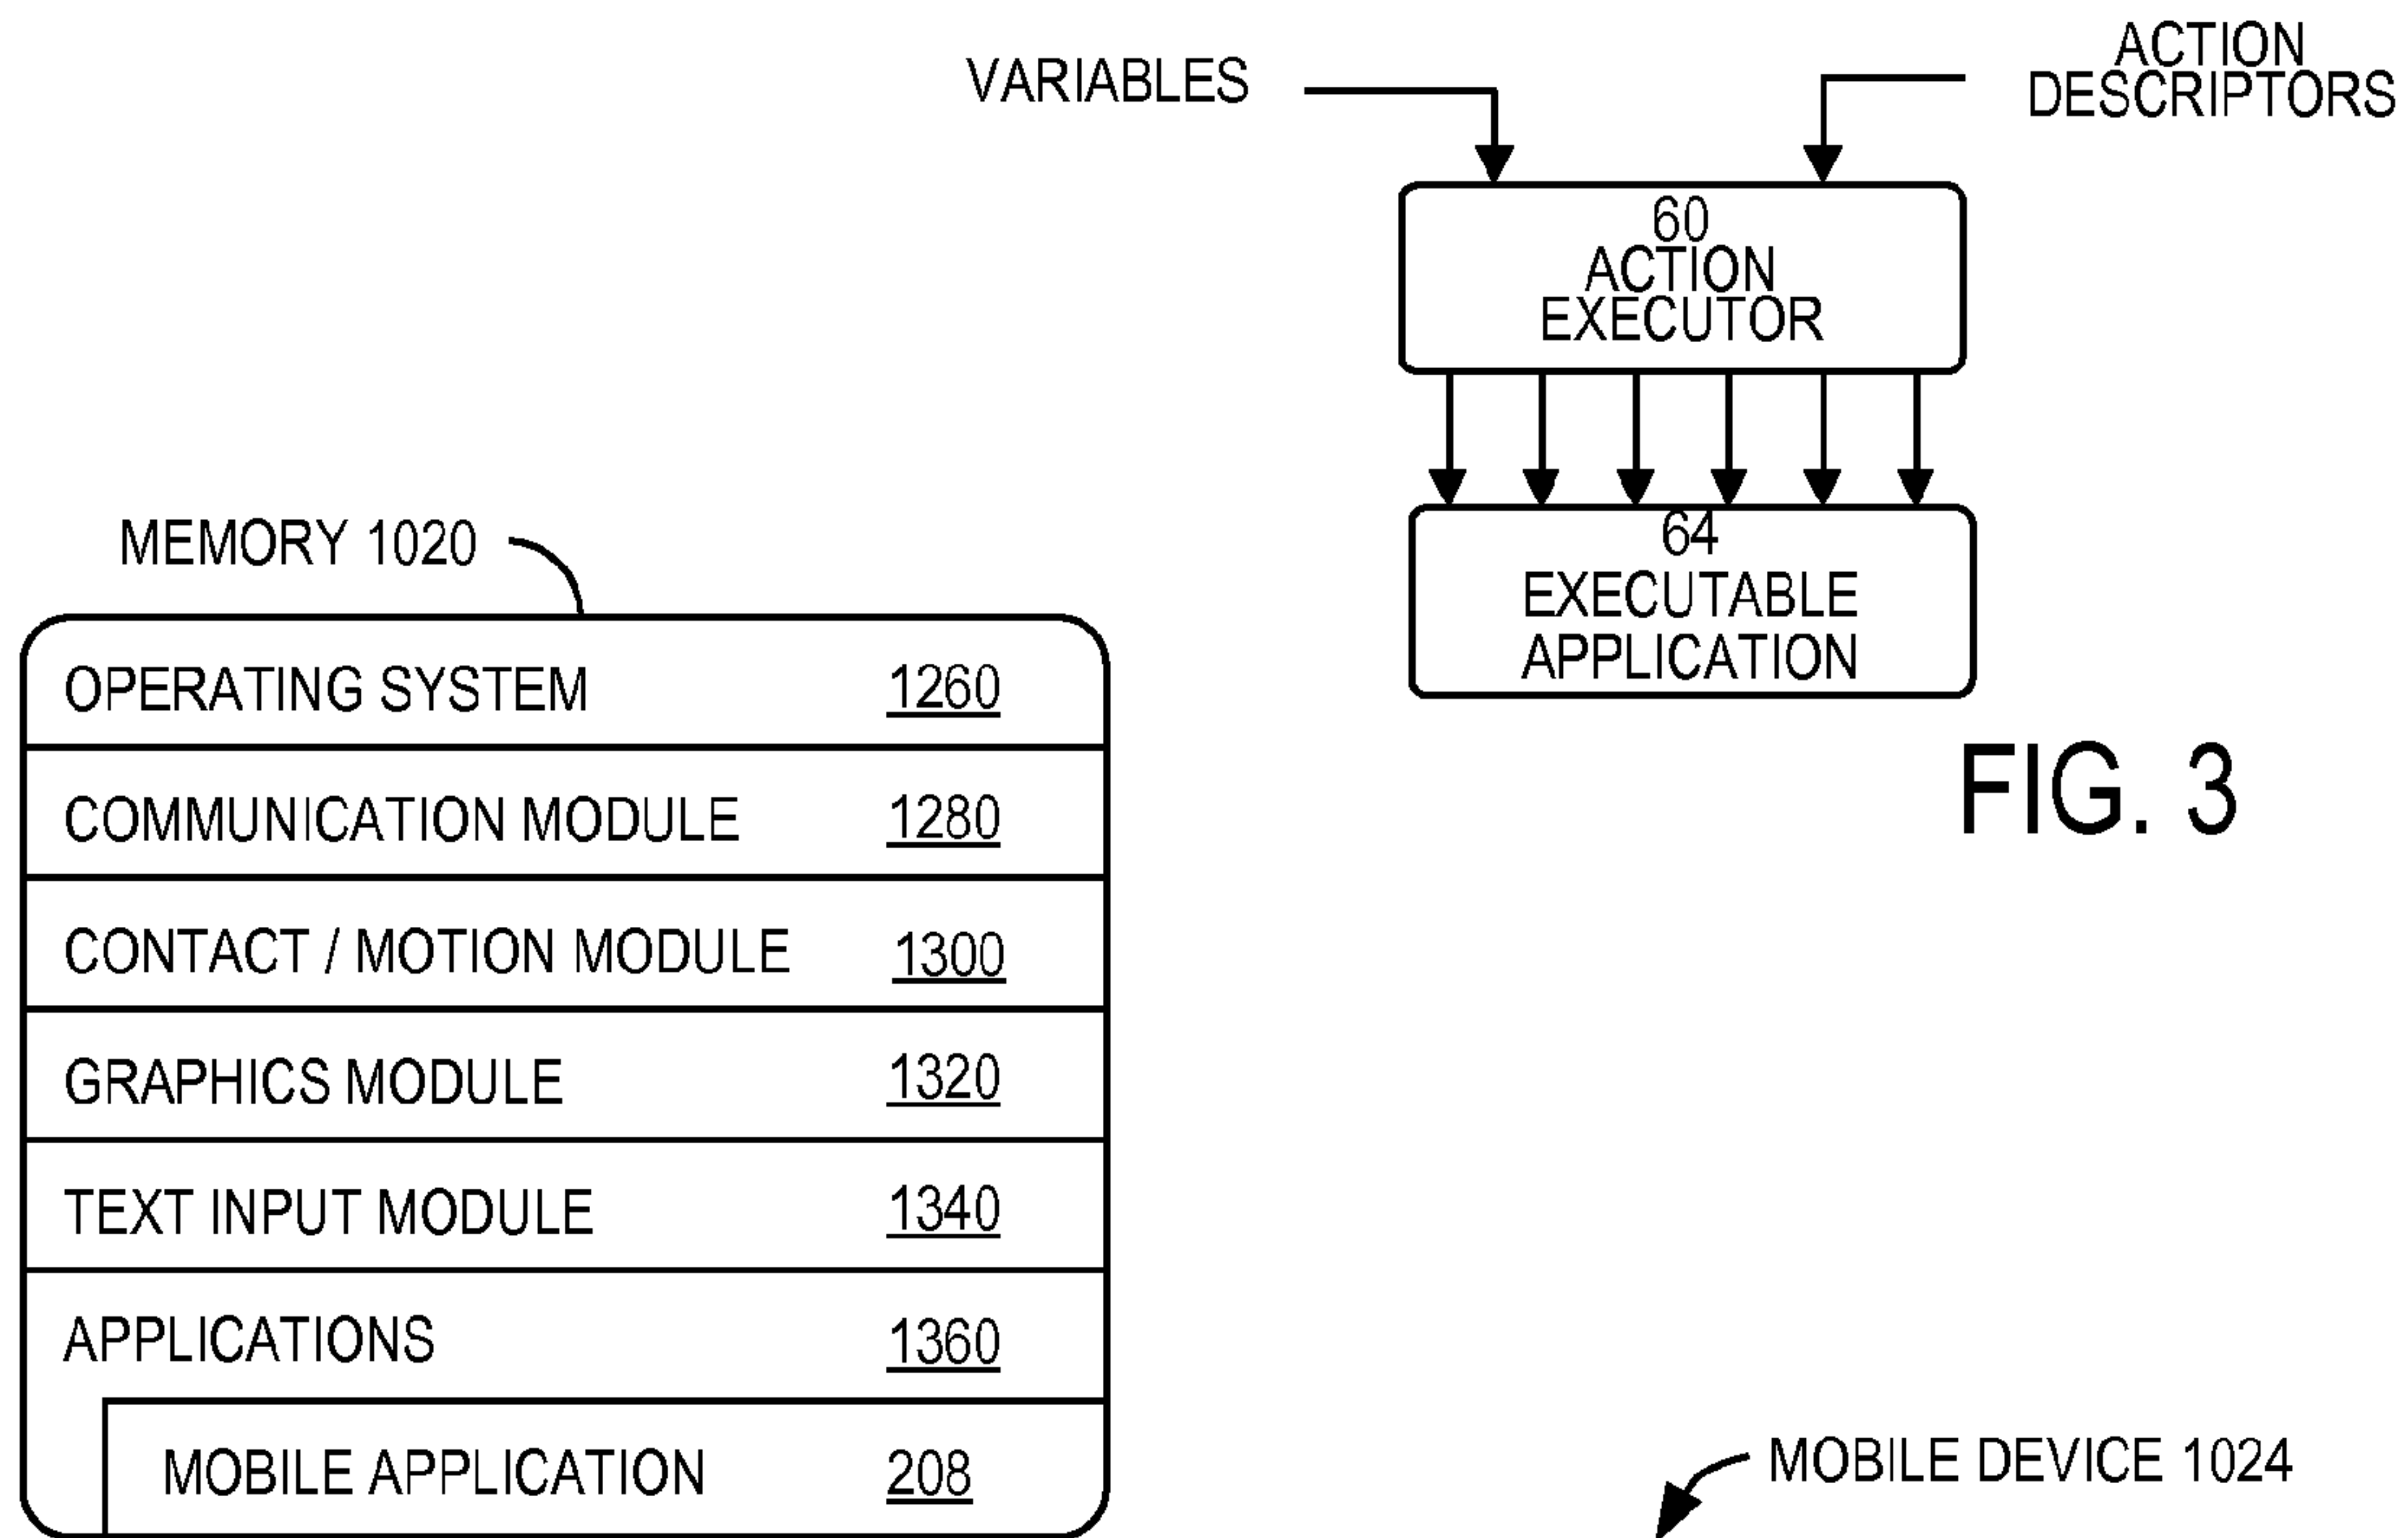 VARIABLES
ACTION
DESCRIPTORS
60
ACTION
EXECUTOR
64
EXECUTABLE
APPLICATION
FIG. 3
MEMORY 1020
OPERATING SYSTEM 1260
COMMUNICATION MODULE 1280
CONTACT / MOTION MODULE 1300
GRAPHICS MODULE 1320
TEXT INPUT MODULE 1340
APPLICATIONS 1360
MOBILE APPLICATION 208
MOBILE DEVICE 1024